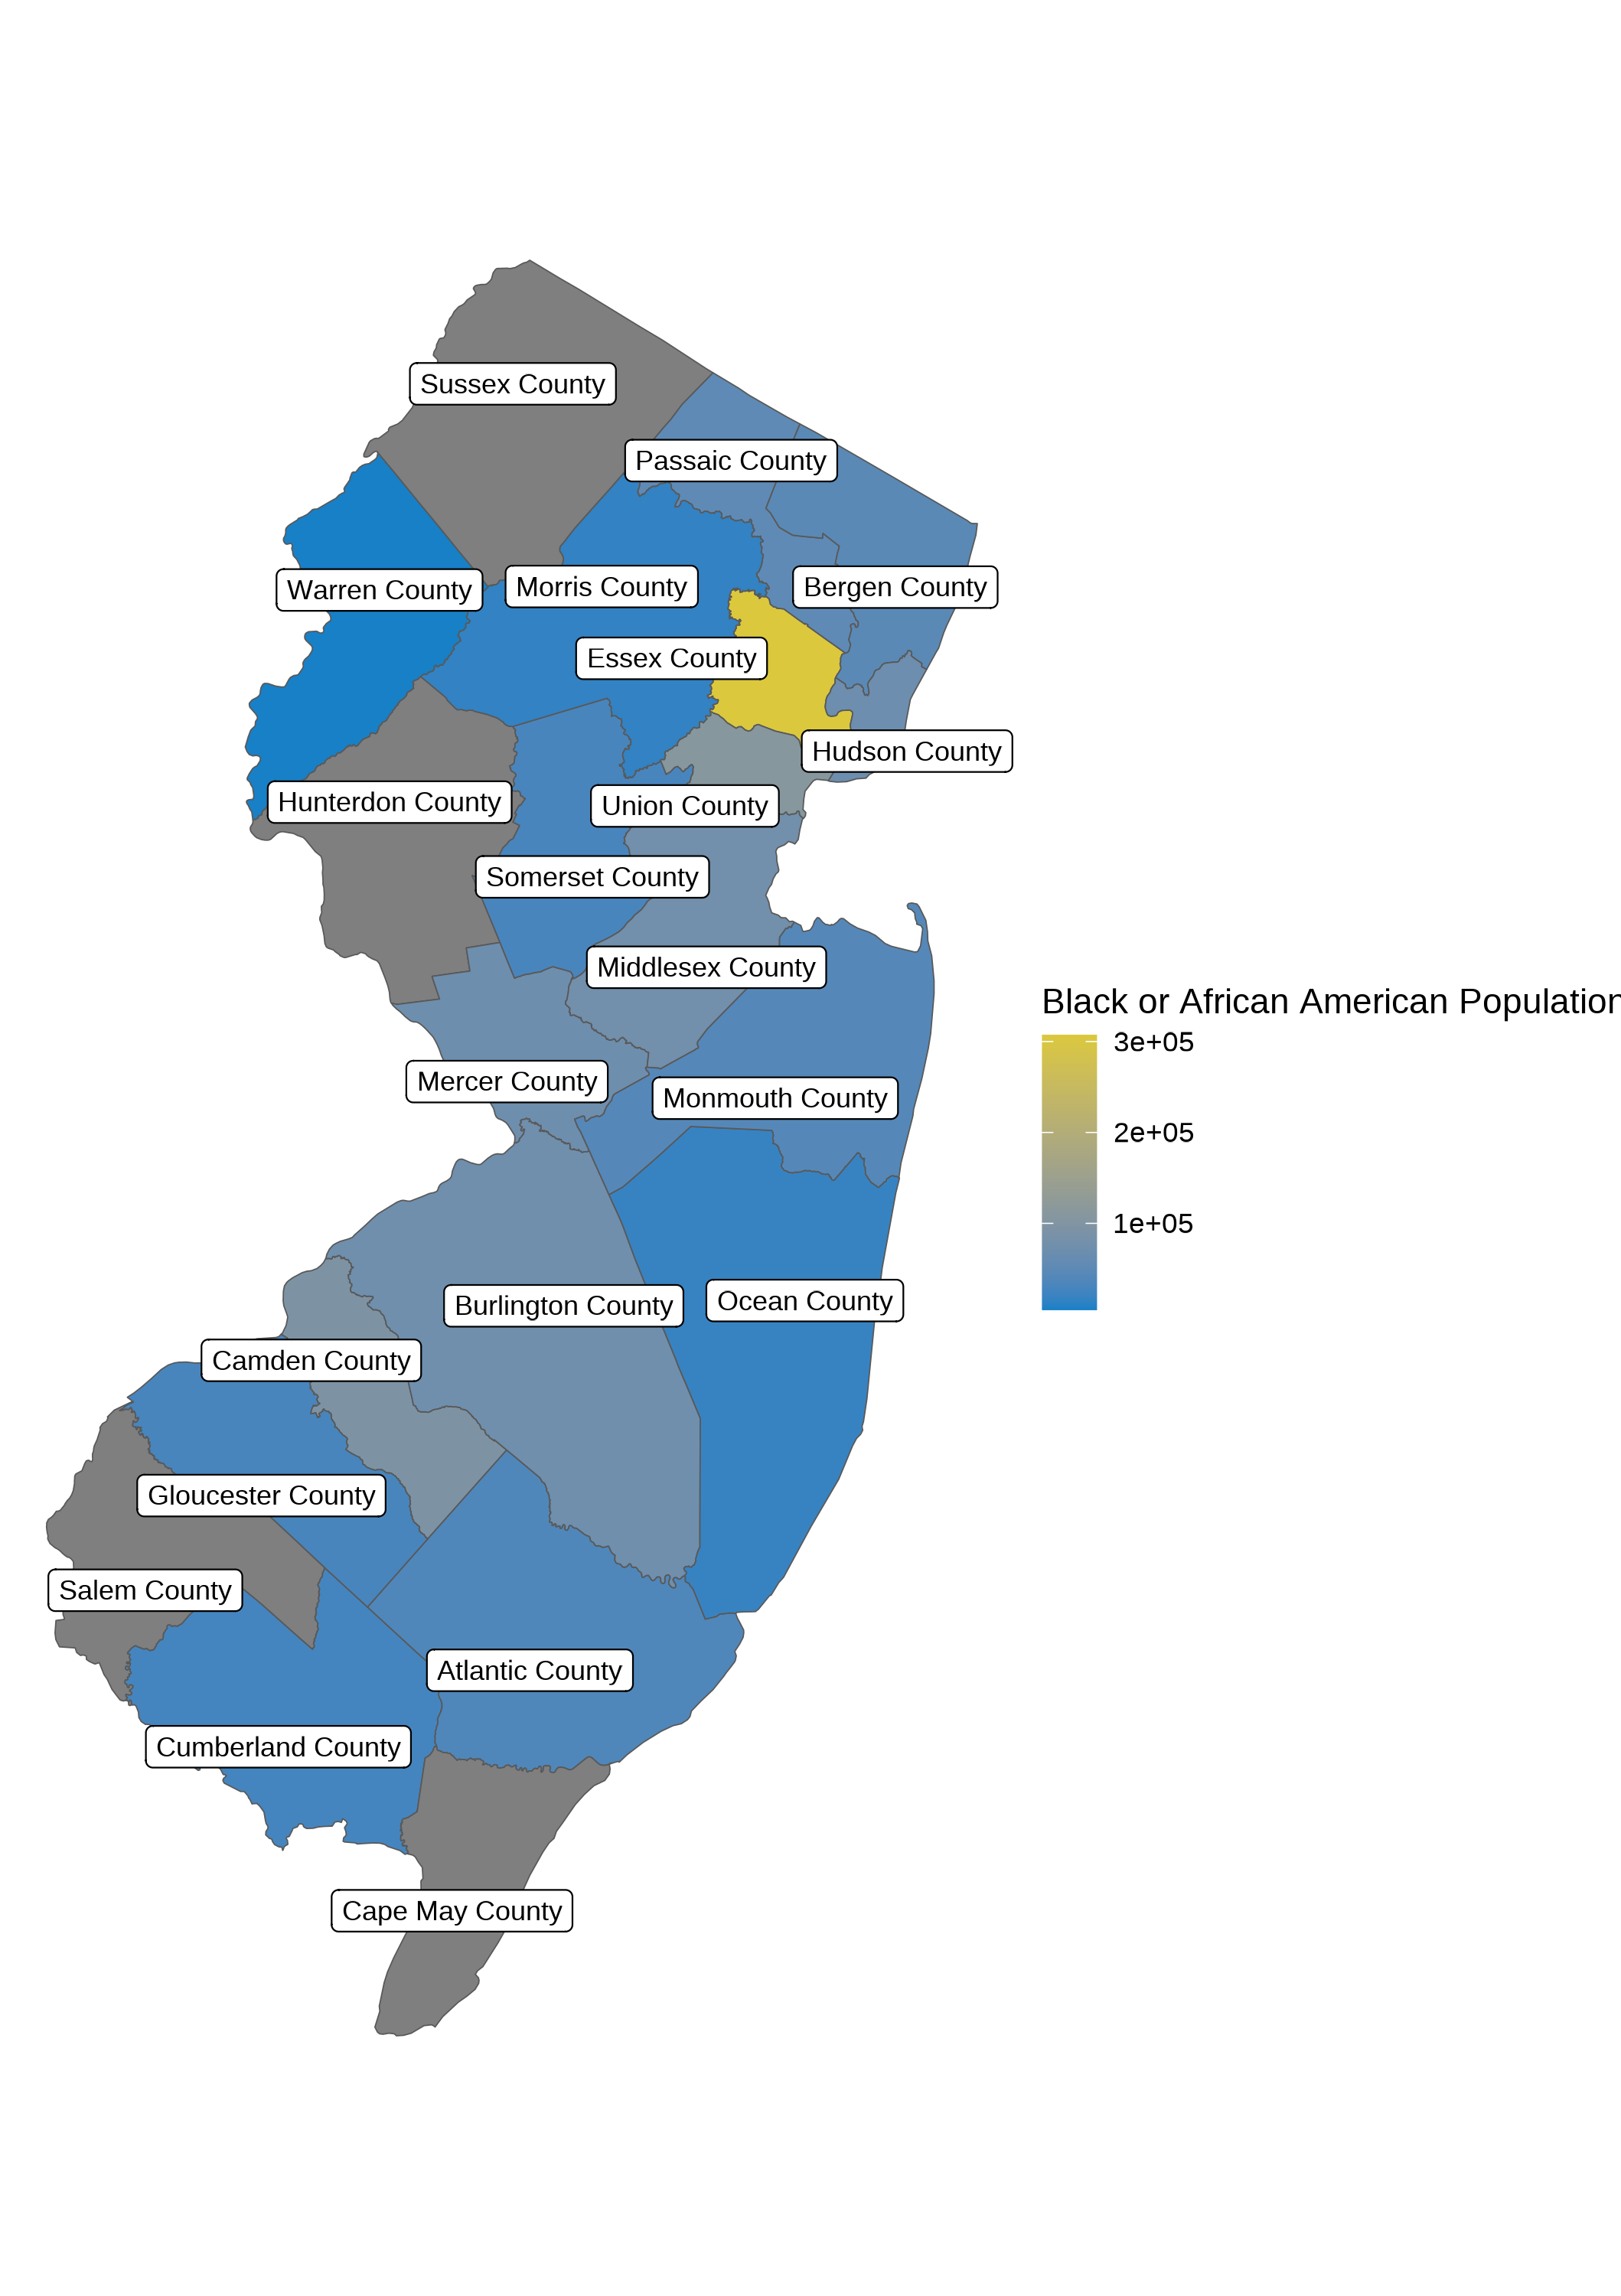 Sussex County
Passaic County
Warren County
Morris County
Bergen County
Essex County
Hudson County
Hunterdon County
Union County
Somerset County
Middlesex County
Mercer County
Monmouth County
Burlington County
Ocean County
Camden County
Gloucester County
Salem County
Atlantic County
Cumberland County
Cape May County
Black or African American Population
3e+05
2e+05
1e+05